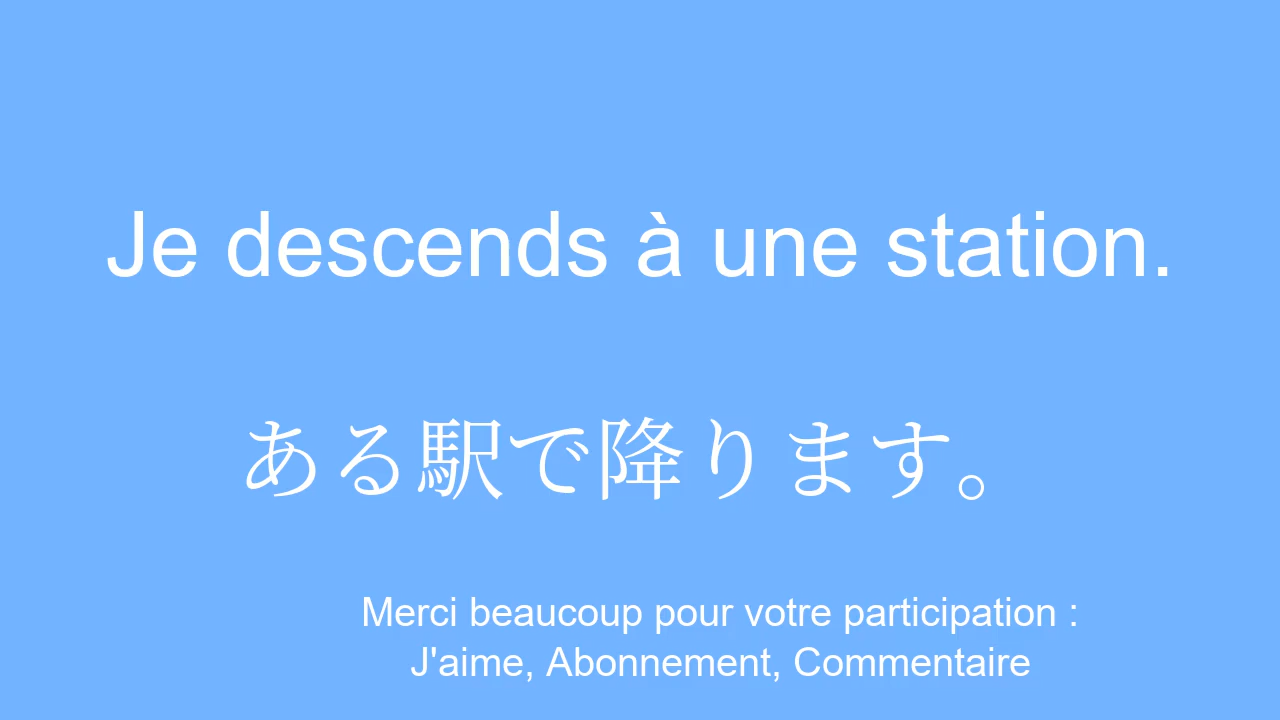 Je descends à une station.
ある駅で降ります。
Merci beaucoup pour votre participation :
J'aime, Abonnement, Commentaire